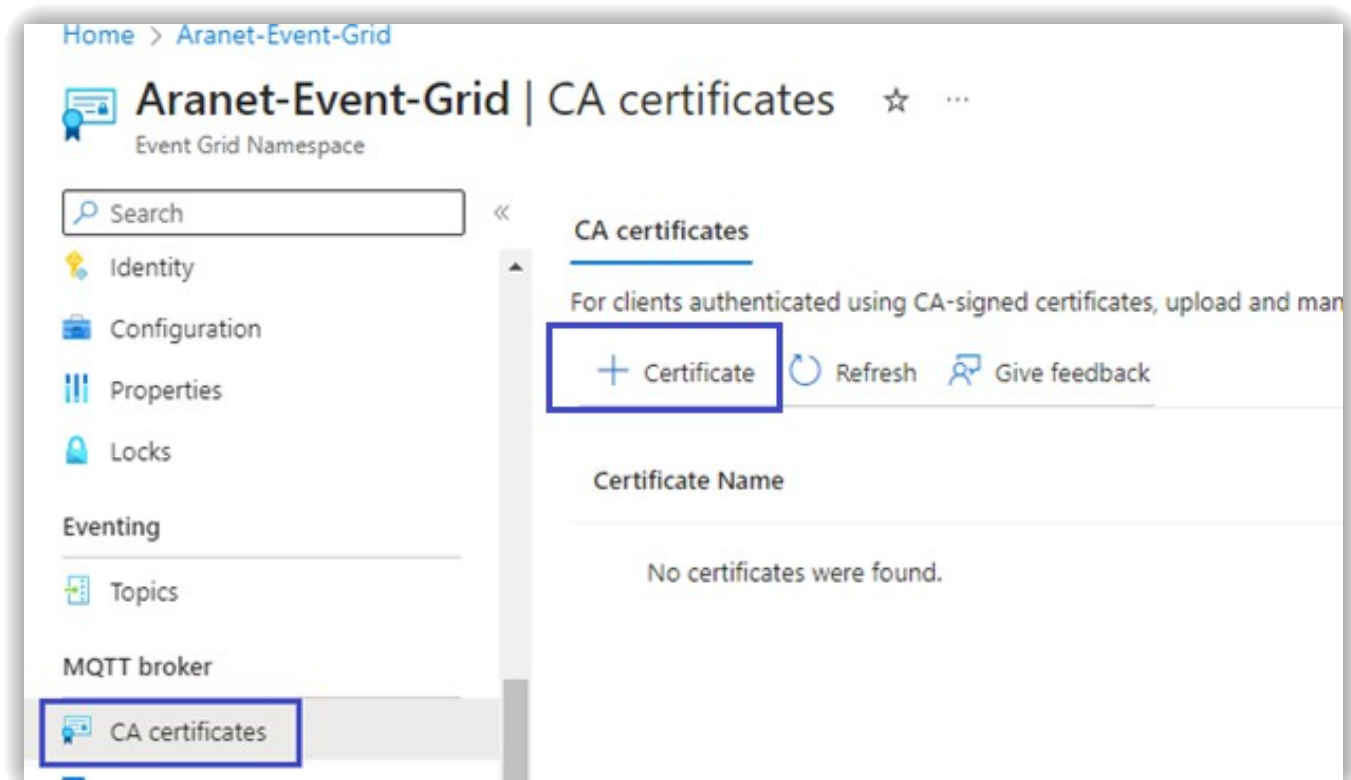 Home > Aranet-Event-Grid
Aranet-Event-Grid | CA certificates
Event Grid Namespace
Search
Identity
Configuration
Properties
Locks
Eventing
Topics
MQTT broker
CA certificates
CA certificates
For clients authenticated using CA-signed certificates, upload and man
+ Certificate Refresh Give feedback
Certificate Name
No certificates were found.